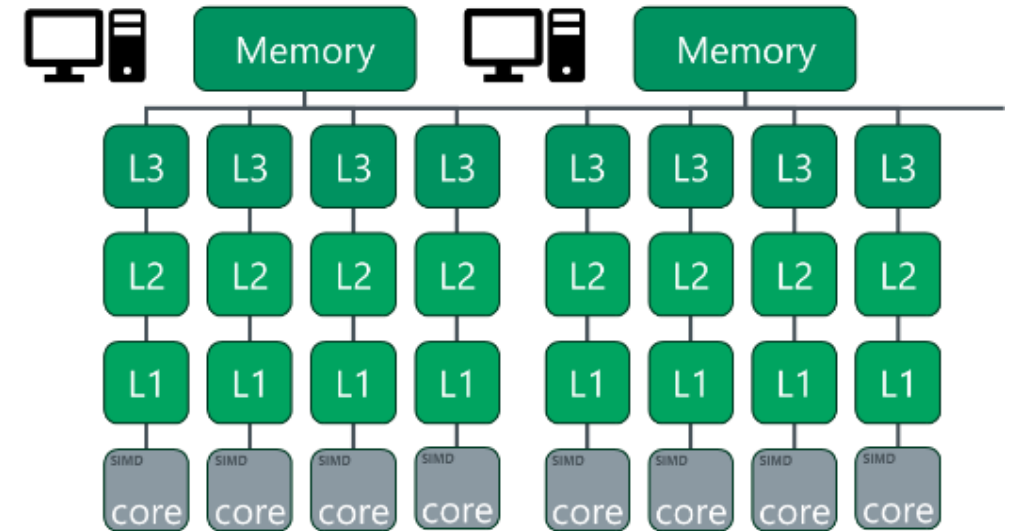 Memory Memory
L3 L3 L3 L3 L3 L3 L3 L3
L2 L2 L2 L2 L2 L2 L2 L2
L1 L1 L1 L1 L1 L1 L1 L1
SIMD SIMD SIMD SIMD SIMD SIMD SIMD SIMD
core core core core core core core core